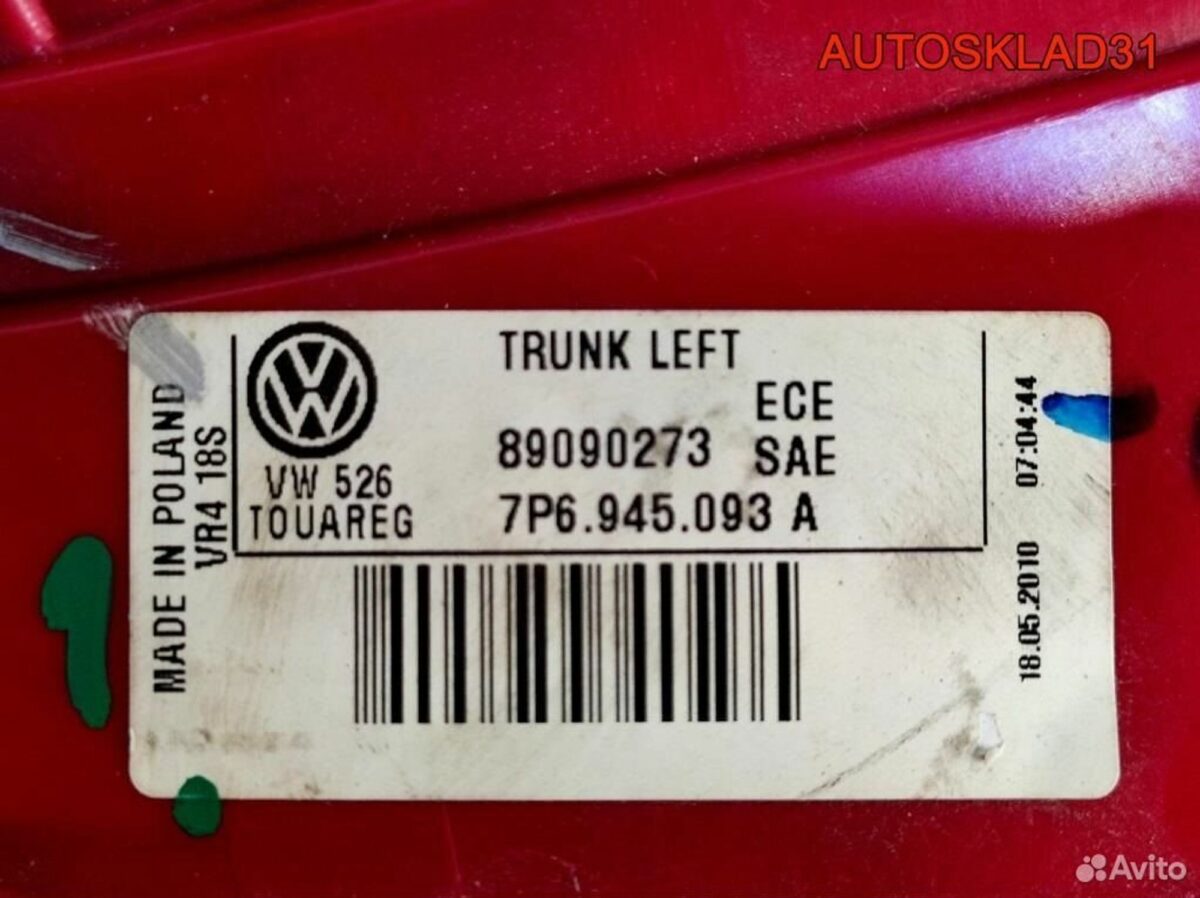 AUTOSKLAD31
MADE IN POLAND
VR4 18S
VW 526
TOUAREG
TRUNK LEFT
ECE
89090273 SAE
7P6.945.093 A
18.05.2010 07:04:44
Avito